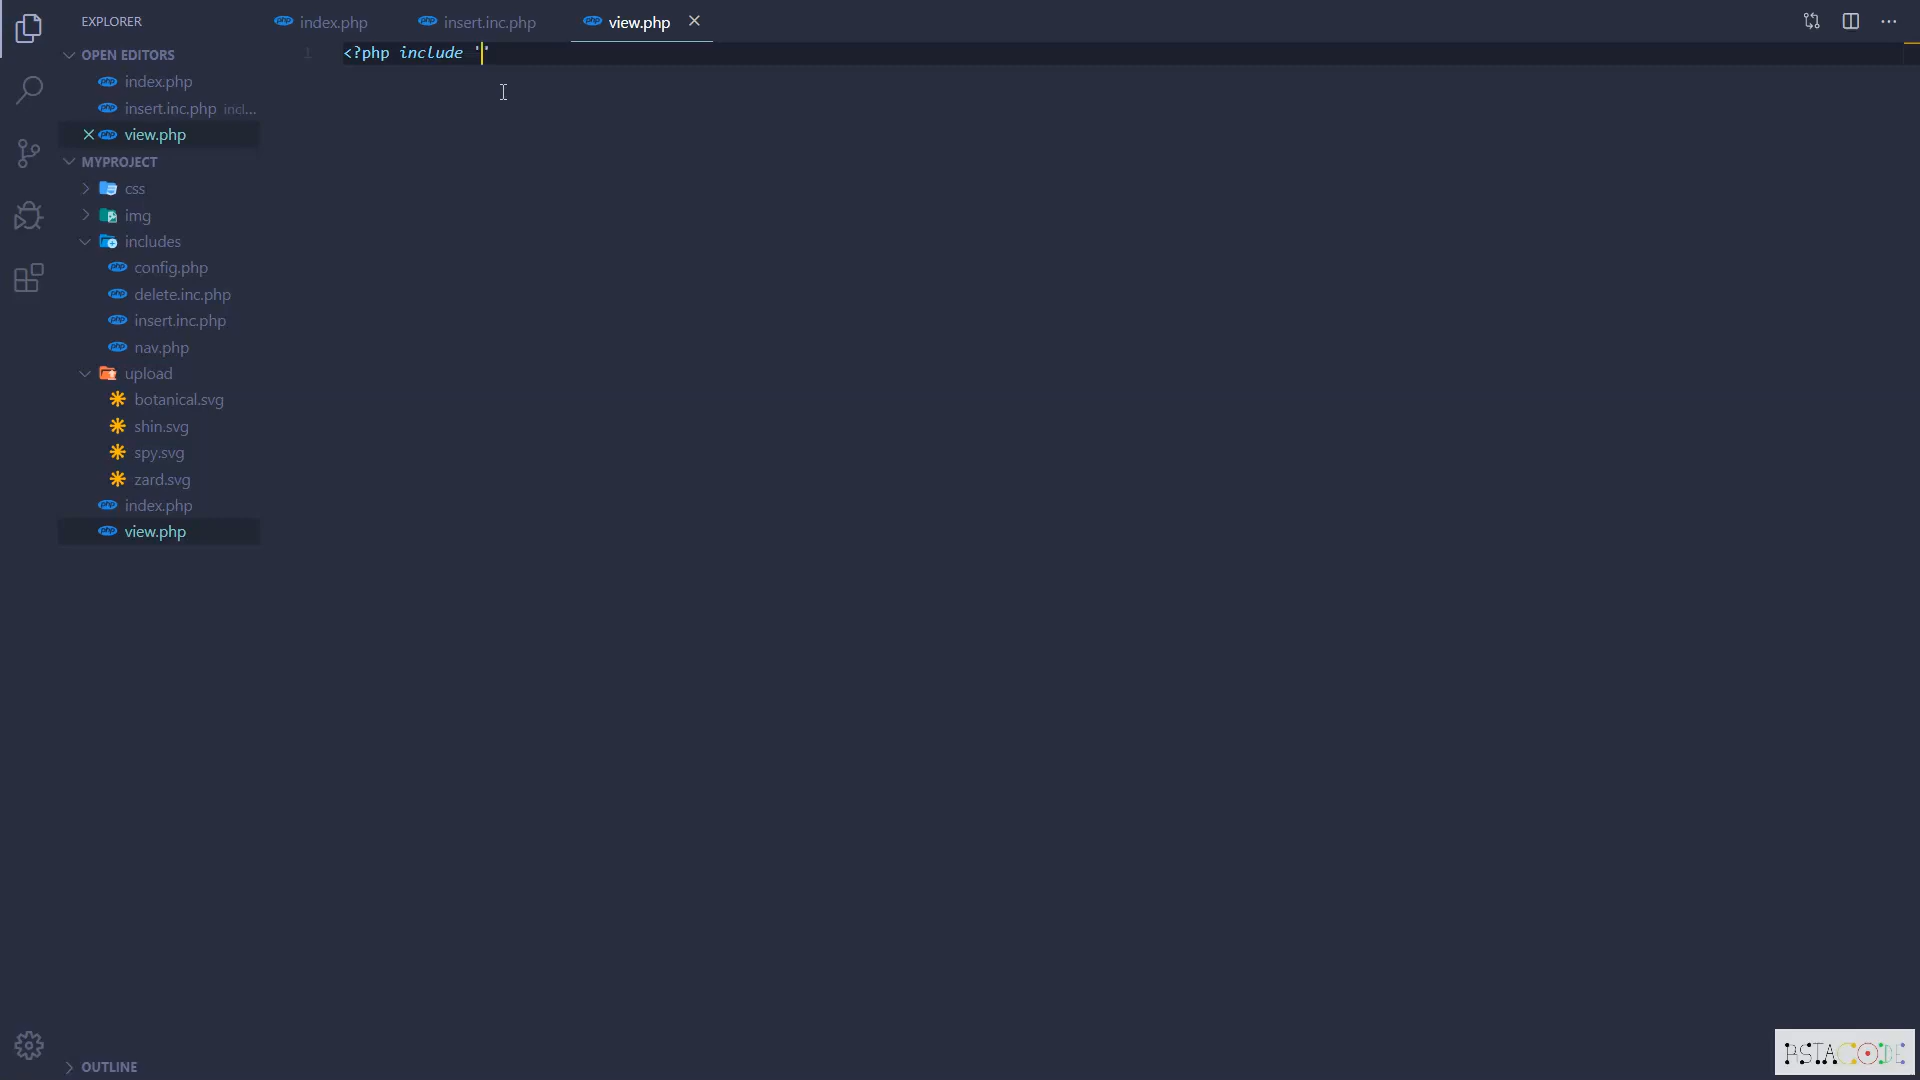 EXPLORER
index.php
insert.inc.php
view.php
OPEN EDITORS
index.php
insert.inc.php incl...
view.php
MYPROJECT
css
img
includes
config.php
delete.inc.php
insert.inc.php
nav.php
upload
botanical.svg
shin.svg
spy.svg
zard.svg
index.php
view.php
OUTLINE
1 <?php include ''
RSTACODE